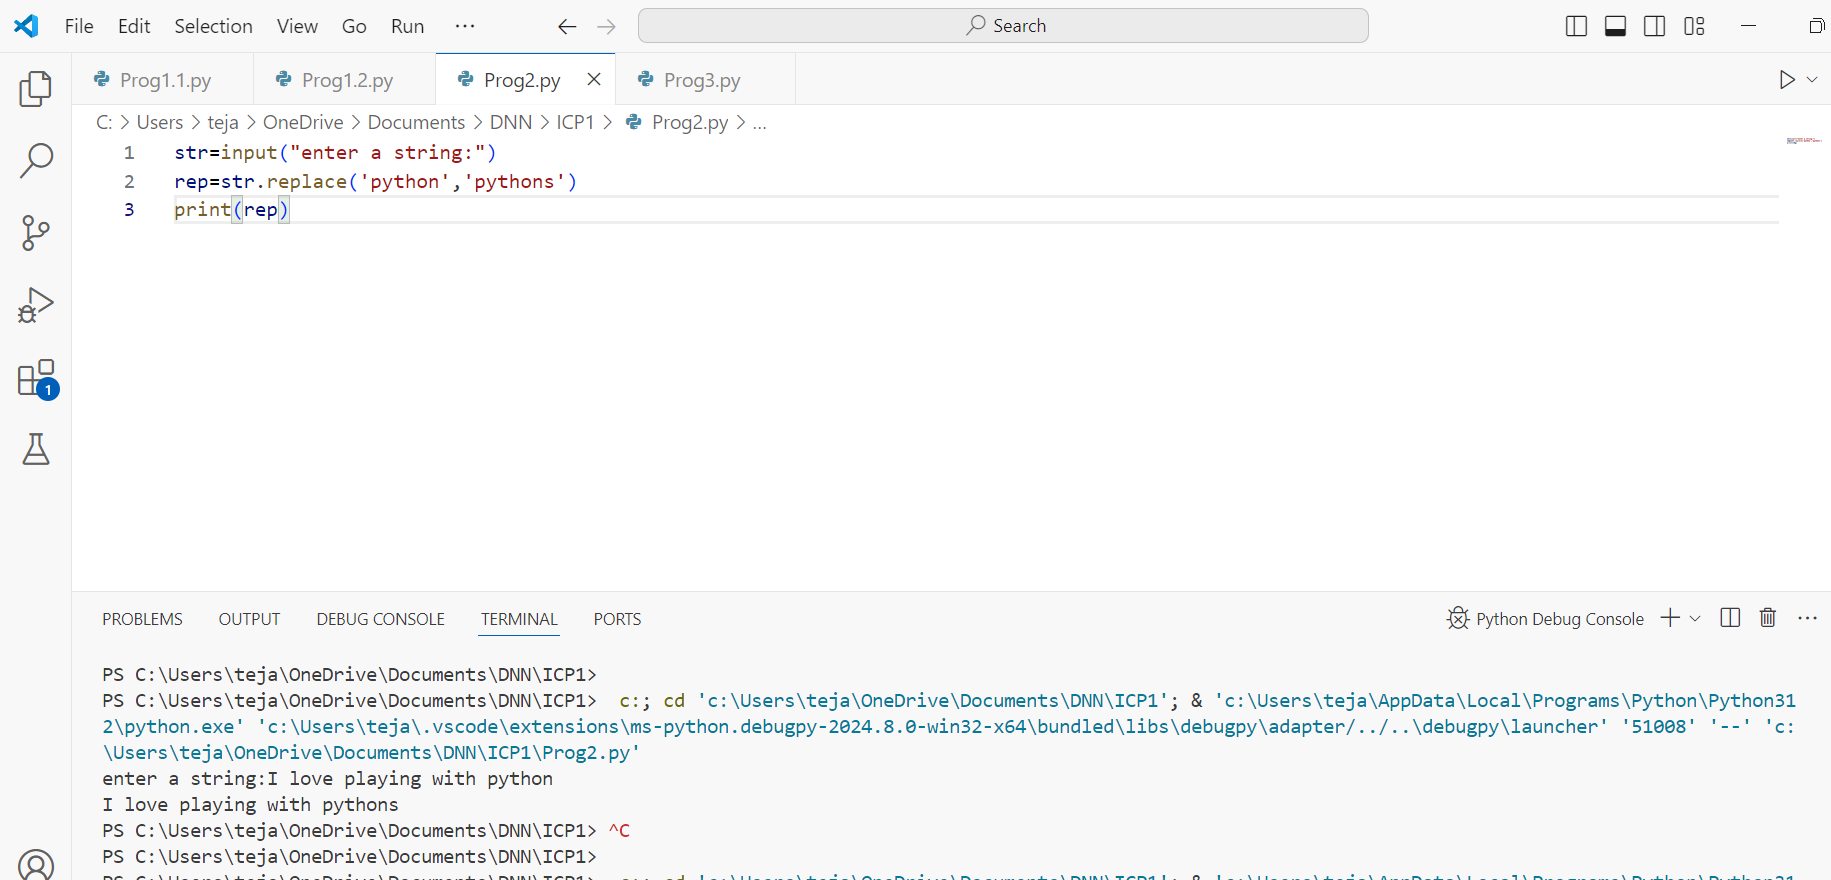 File Edit Selection View Go Run ··· Search
Prog1.1.py Prog1.2.py Prog2.py Prog3.py
C: > Users > teja > OneDrive > Documents > DNN > ICP1 > Prog2.py > ...
1 str=input("enter a string:")
2 rep=str.replace('python','pythons')
3 print(rep)
1
PROBLEMS OUTPUT DEBUG CONSOLE TERMINAL PORTS Python Debug Console
PS C:\Users\teja\OneDrive\Documents\DNN\ICP1>
PS C:\Users\teja\OneDrive\Documents\DNN\ICP1>  c:; cd 'c:\Users\teja\OneDrive\Documents\DNN\ICP1'; & 'c:\Users\teja\AppData\Local\Programs\Python\Python31
2\python.exe' 'c:\Users\teja\.vscode\extensions\ms-python.debugpy-2024.8.0-win32-x64\bundled\libs\debugpy\adapter/../..\debugpy\launcher' '51008' '--' 'c:
\Users\teja\OneDrive\Documents\DNN\ICP1\Prog2.py'
enter a string:I love playing with python
I love playing with pythons
PS C:\Users\teja\OneDrive\Documents\DNN\ICP1> ^C
PS C:\Users\teja\OneDrive\Documents\DNN\ICP1>